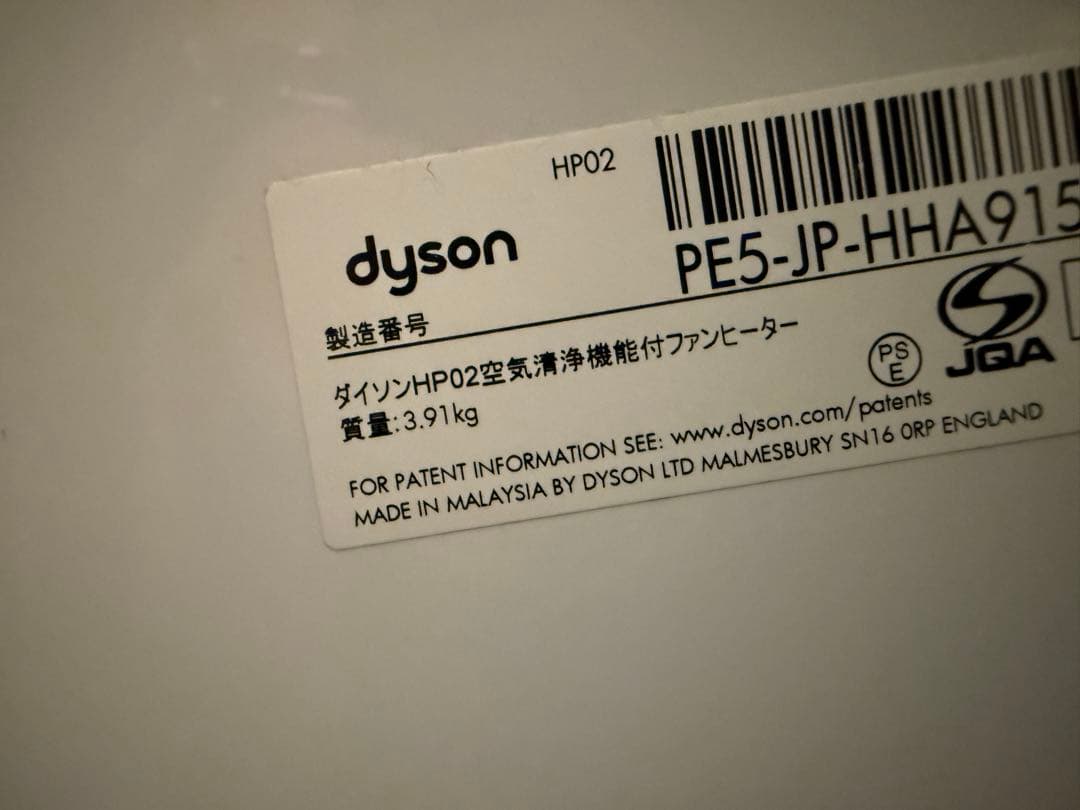 HP02
dyson
製造番号
PE5-JP-HHA915
ダイソンHP02空気清浄機能付ファンヒーター
質量:3.91kg
PS
E
JQA
FOR PATENT INFORMATION SEE: www.dyson.com/patents
MADE IN MALAYSIA BY DYSON LTD MALMESBURY SN16 0RP ENGLAND